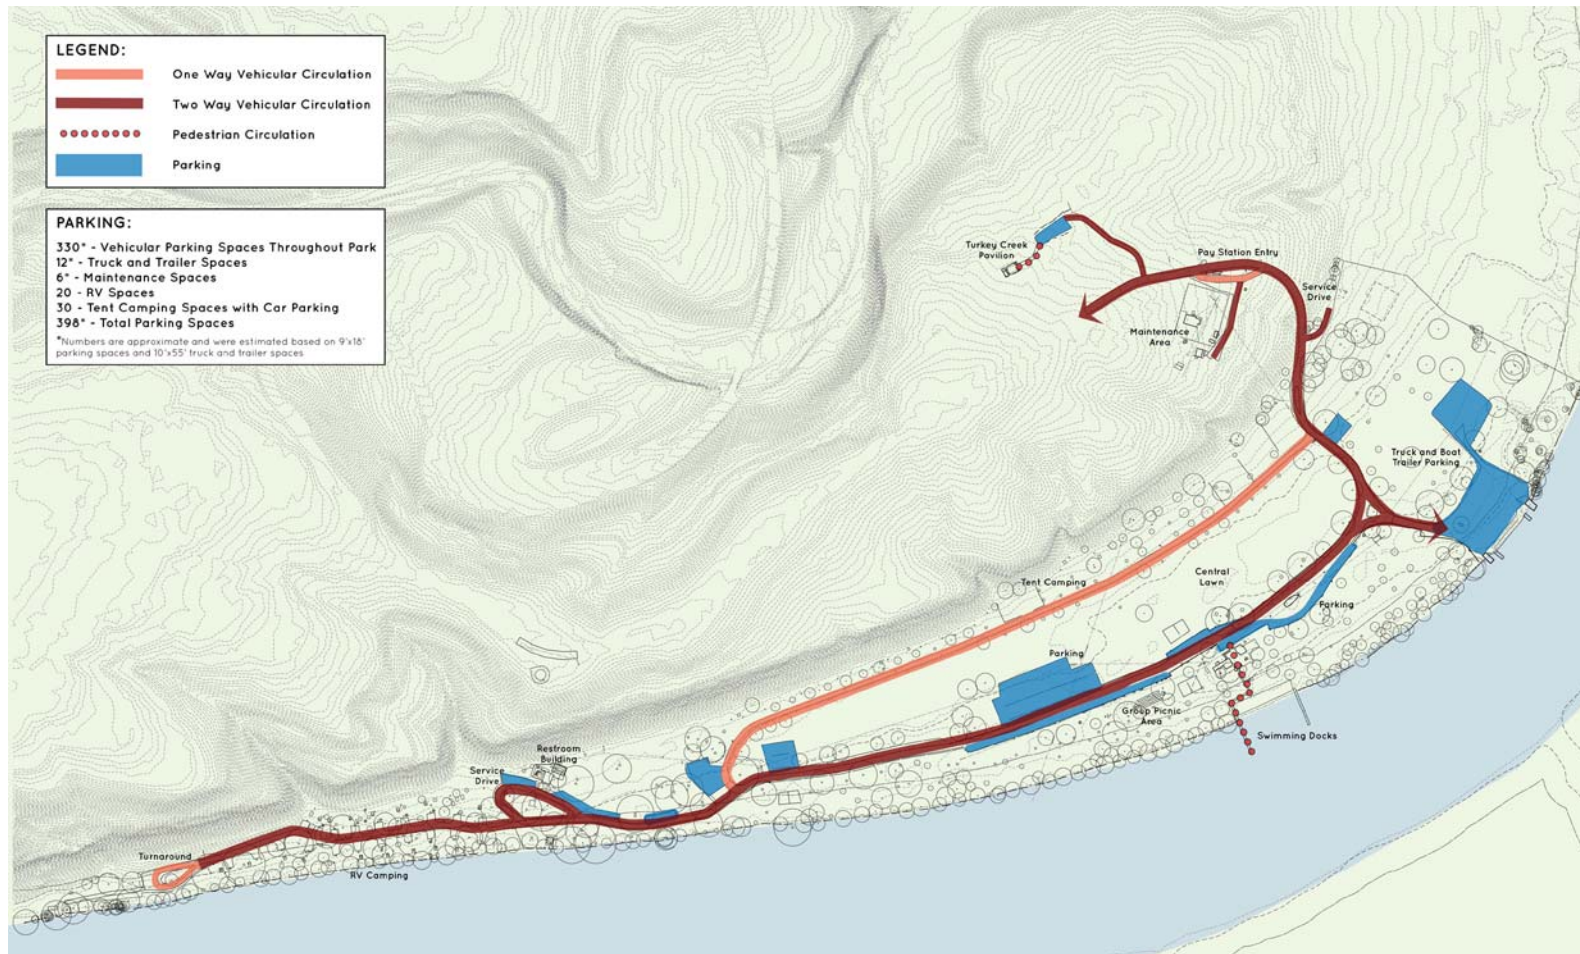 LEGEND:
One Way Vehicular Circulation
Two Way Vehicular Circulation
Pedestrian Circulation
Parking
PARKING:
330* - Vehicular Parking Spaces Throughout Park
12* - Truck and Trailer Spaces
6* - Maintenance Spaces
20 - RV Spaces
30 - Tent Camping Spaces with Car Parking
398* - Total Parking Spaces
*Numbers are approximate and were estimated based on 9'x18'
parking spaces and 10'x55' truck and trailer spaces
Turkey Creek
Pavilion
Pay Station Entry
Service
Drive
Maintenance
Area
Truck and Boat
Trailer Parking
Tent Camping
Central
Lawn
Parking
Parking
Group Picnic
Area
Swimming Docks
Restroom
Building
Service
Drive
Turnaround
RV Camping